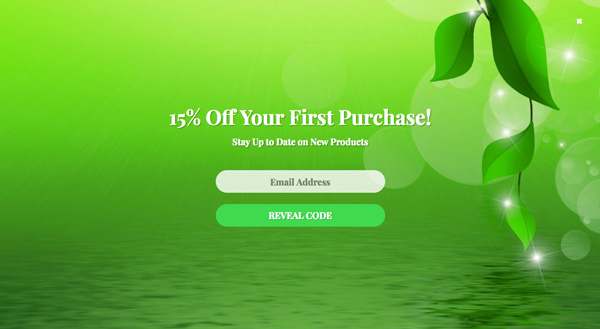 15% Off Your First Purchase!
Stay Up to Date on New Products
Email Address
REVEAL CODE